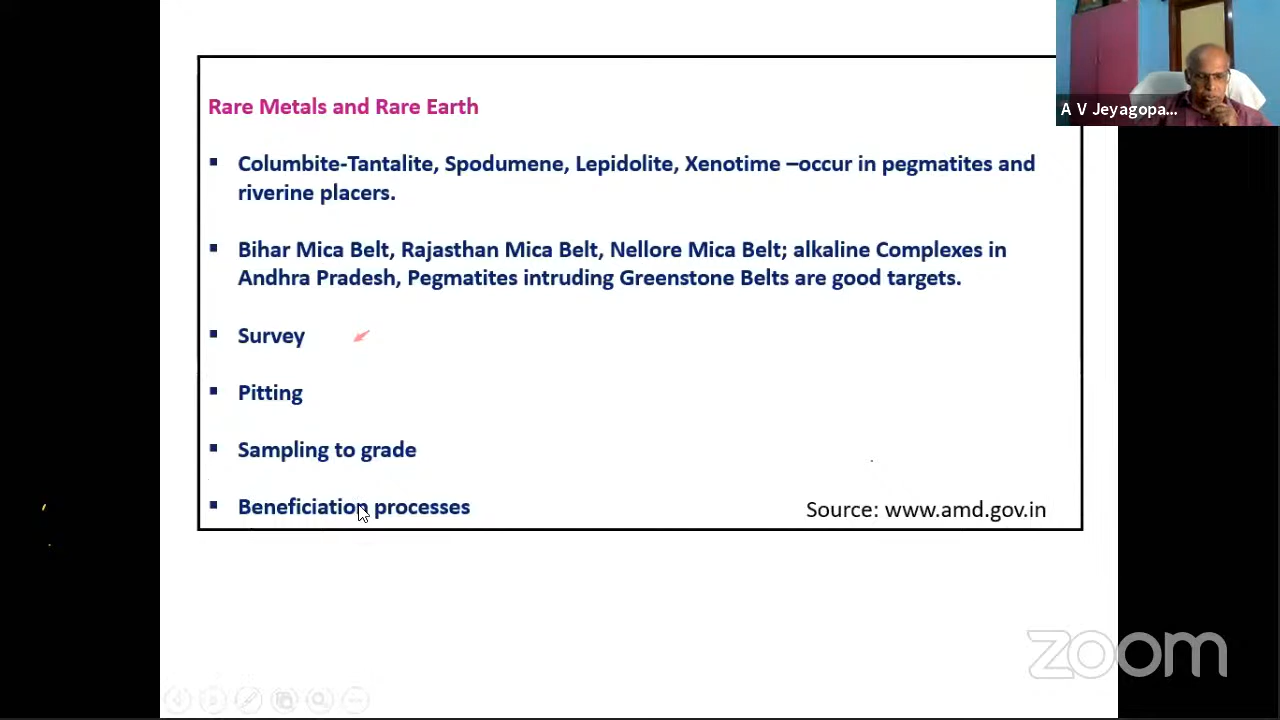 Rare Metals and Rare Earth
▪ Columbite-Tantalite, Spodumene, Lepidolite, Xenotime –occur in pegmatites and
riverine placers.
▪ Bihar Mica Belt, Rajasthan Mica Belt, Nellore Mica Belt; alkaline Complexes in
Andhra Pradesh, Pegmatites intruding Greenstone Belts are good targets.
▪ Survey
▪ Pitting
▪ Sampling to grade
▪ Beneficiation processes
Source: www.amd.gov.in
A V Jeyagopa...
zoom